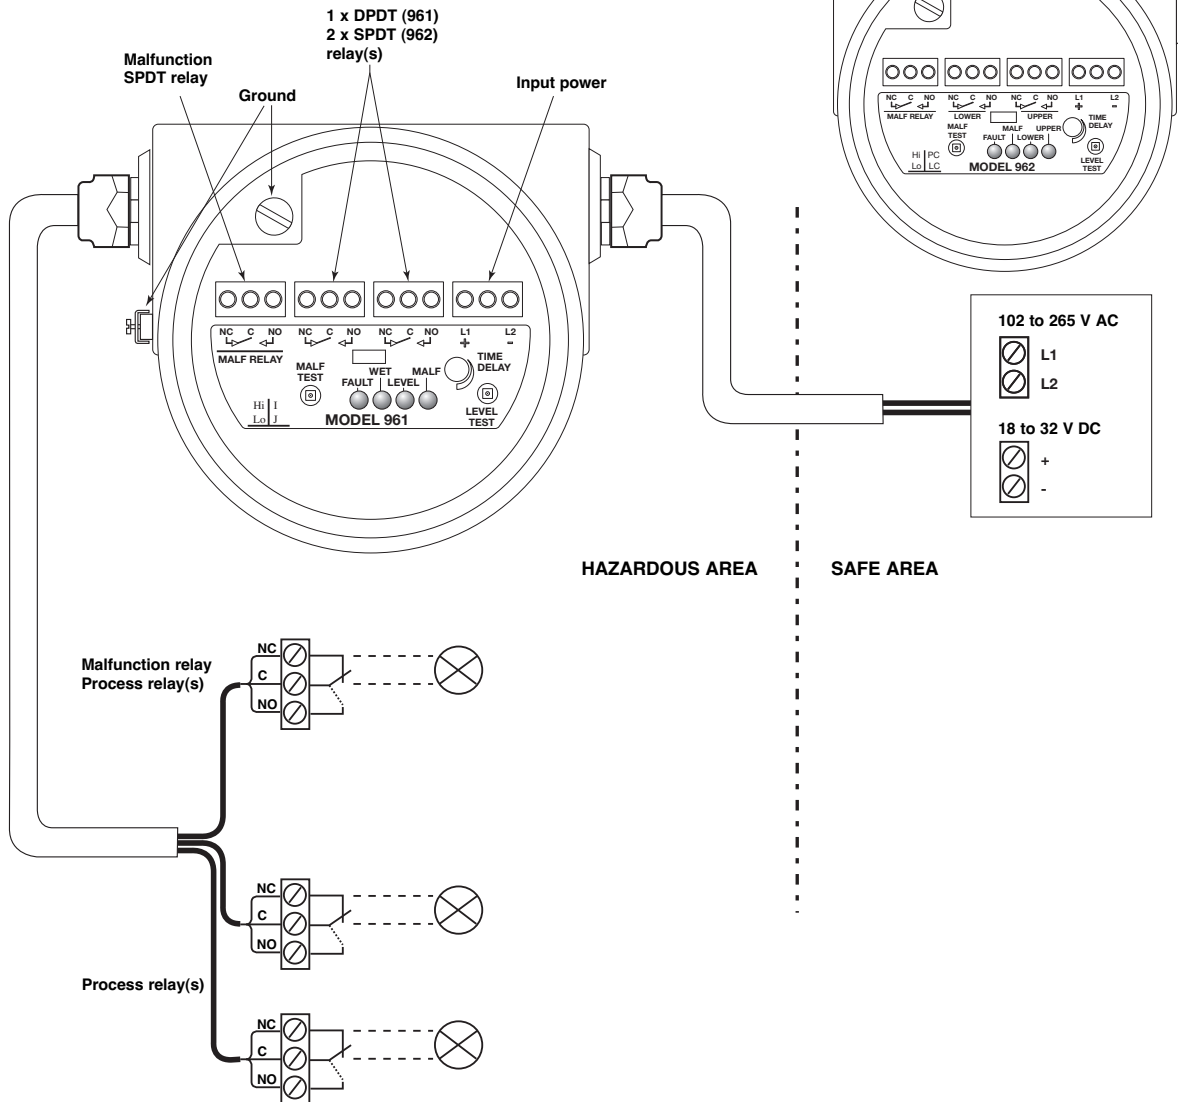 1 x DPDT (961)
2 x SPDT (962)
relay(s)
Malfunction
SPDT relay
Ground
Input power
NC C NO NC C NO NC C NO L1 L2
+ -
MALF RELAY LOWER UPPER
MALF
TEST
FAULT MALF LOWER UPPER
TIME
DELAY
LEVEL
TEST
Hi PC
Lo LC
MODEL 962
NC C NO NC C NO NC C NO L1 L2
+ -
MALF RELAY
MALF
TEST
FAULT WET LEVEL MALF
TIME
DELAY
LEVEL
TEST
Hi I
Lo J
MODEL 961
102 to 265 V AC
L1
L2
18 to 32 V DC
+
-
HAZARDOUS AREA
SAFE AREA
Malfunction relay
Process relay(s)
NC
C
NO
NC
C
NO
Process relay(s)
NC
C
NO